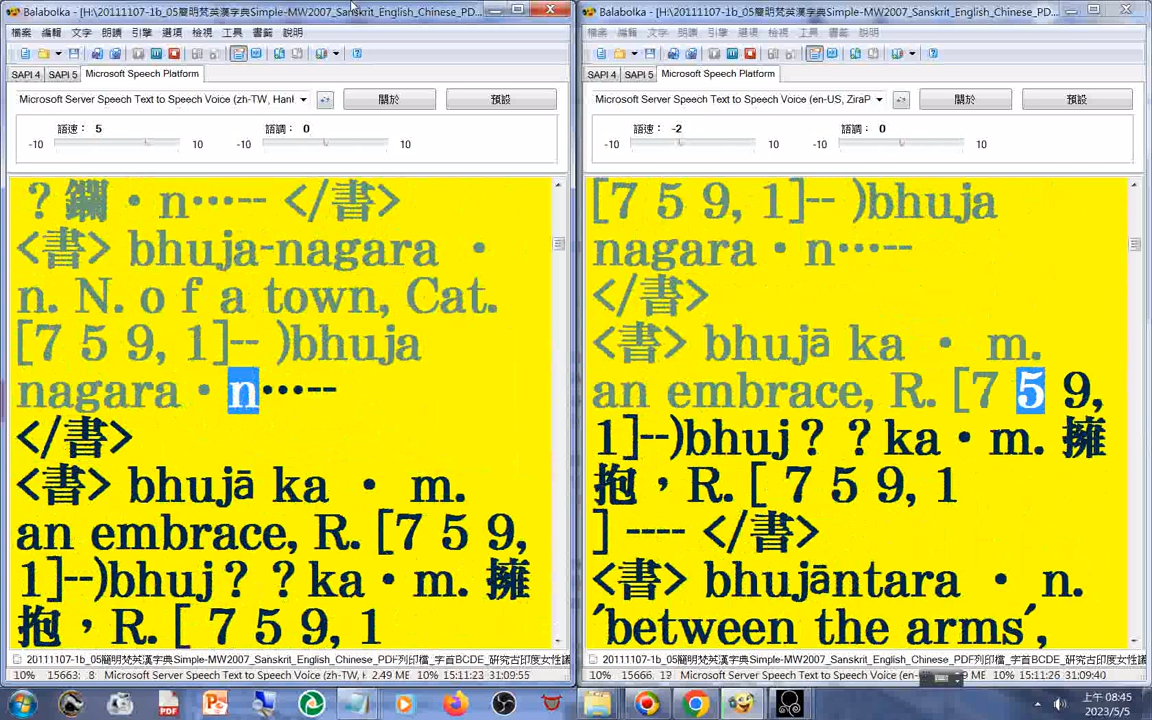 Balabolka - [H:\20111107-1b_05簡明梵英漢字典Simple-MW2007_Sanskrit_English_Chinese_PD...
檔案 編輯 文字 朗讀 引擎 選項 檢視 工具 書籤 說明
SAPI 4 SAPI 5 Microsoft Speech Platform
Microsoft Server Speech Text to Speech Voice (zh-TW, Hanl
關於 預設
語速： 5 語調： 0
-10 10 -10 10
? 鑭 • n…-- </書>
<書> bhuja-nagara •
n. N. o f a town, Cat.
[7 5 9, 1]-- )bhuja
nagara • n…--
</書>
<書> bhujā ka • m.
an embrace, R. [7 5 9,
1]--)bhuj? ?ka • m. 擁
抱，R. [ 7 5 9, 1
20111107-1b_05簡明梵英漢字典Simple-MW2007_Sanskrit_English_Chinese_PDF列印檔_字首BCDE_研究古印度女性議
10% 15663: 8 Microsoft Server Speech Text to Speech Voice (zh-TW, H 2.49 MB 10% 15:11:23 31:09:55
Balabolka - [H:\20111107-1b_05簡明梵英漢字典Simple-MW2007_Sanskrit_English_Chinese_PD...
檔案 編輯 文字 朗讀 引擎 選項 檢視 工具 書籤 說明
SAPI 4 SAPI 5 Microsoft Speech Platform
Microsoft Server Speech Text to Speech Voice (en-US, ZiraP
關於 預設
語速： -2 語調： 0
-10 10 -10 10
[7 5 9, 1]-- )bhuja
nagara • n…--
</書>
<書> bhujā ka • m.
an embrace, R. [7 5 9,
1]--)bhuj? ?ka • m. 擁
抱，R. [ 7 5 9, 1
] ---- </書>
<書> bhujāntara • n.
'between the arms',
20111107-1b_05簡明梵英漢字典Simple-MW2007_Sanskrit_English_Chinese_PDF列印檔_字首BCDE_研究古印度女性議
10% 15666, 1? Microsoft Server Speech Text to Speech Voice (en-U 10% 15:11:26 31:09:40
上午 08:45
2023/5/5